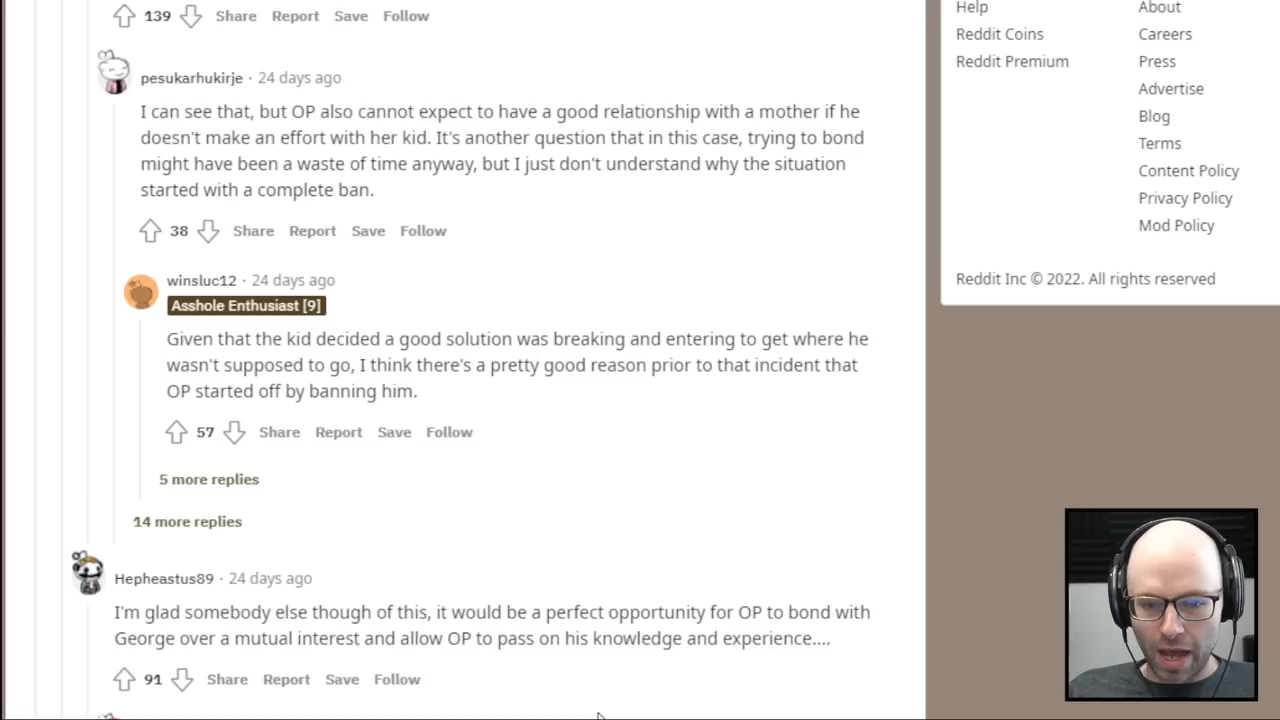 139 Share Report Save Follow
pesukarhukirje · 24 days ago
I can see that, but OP also cannot expect to have a good relationship with a mother if he
doesn't make an effort with her kid. It's another question that in this case, trying to bond
might have been a waste of time anyway, but I just don't understand why the situation
started with a complete ban.
38 Share Report Save Follow
winsluc12 · 24 days ago
Asshole Enthusiast [9]
Given that the kid decided a good solution was breaking and entering to get where he
wasn't supposed to go, I think there's a pretty good reason prior to that incident that
OP started off by banning him.
57 Share Report Save Follow
5 more replies
14 more replies
Hepheastus89 · 24 days ago
I'm glad somebody else though of this, it would be a perfect opportunity for OP to bond with
George over a mutual interest and allow OP to pass on his knowledge and experience....
91 Share Report Save Follow
Help
Reddit Coins
Reddit Premium
About
Careers
Press
Advertise
Blog
Terms
Content Policy
Privacy Policy
Mod Policy
Reddit Inc © 2022. All rights reserved